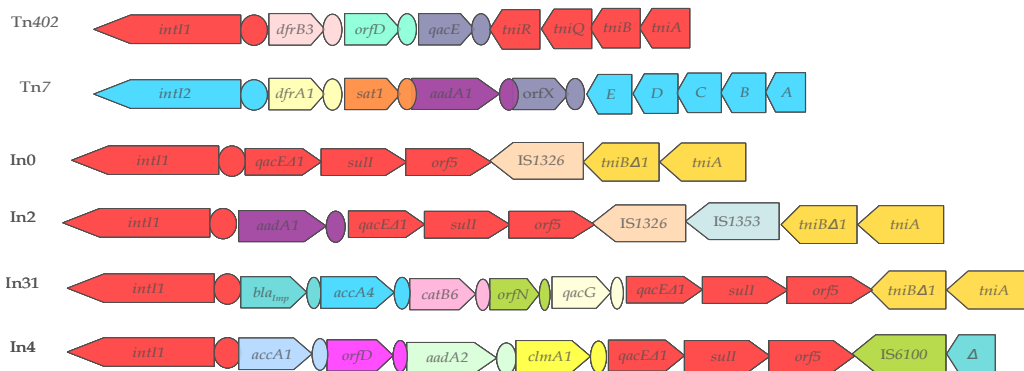 Tn402 intI1 dfrB3 orfD qacE tniR tniQ tniB tniA
Tn7 intI2 dfrA1 sat1 aadA1 orfX E D C B A
In0 intI1 qacEΔ1 sulI orf5 IS1326 tniBΔ1 tniA
In2 intI1 aadA1 qacEΔ1 sulI orf5 IS1326 IS1353 tniBΔ1 tniA
In31 intI1 blaImp accA4 catB6 orfN qacG qacEΔ1 sulI orf5 tniBΔ1 tniA
In4 intI1 accA1 orfD aadA2 clmA1 qacEΔ1 sulI orf5 IS6100 Δ